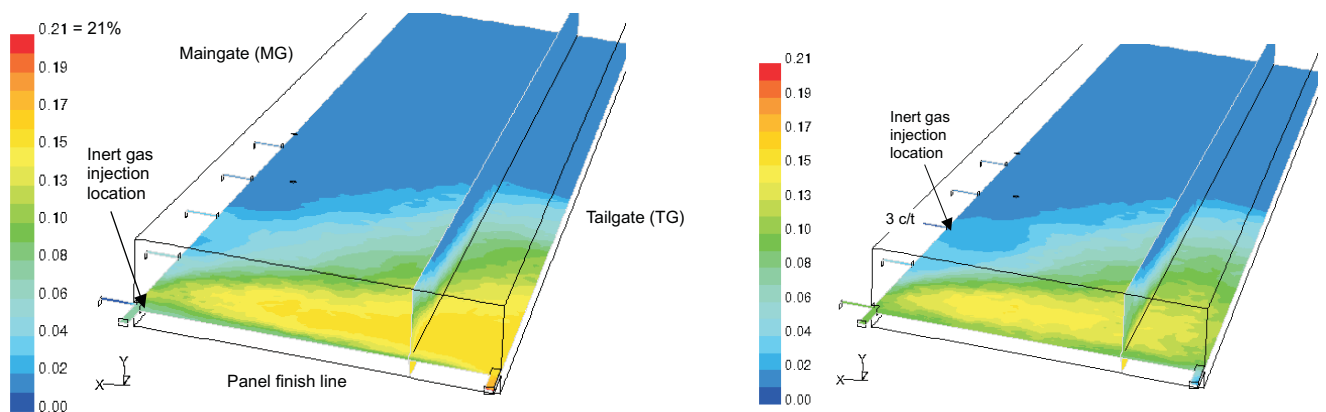 0.21 = 21%
0.19
0.17
0.15
0.13
0.10
0.08
0.06
0.04
0.02
0.00
Maingate (MG)
Inert gas
injection
location
Tailgate (TG)
Panel finish line
Y
X
Z
0.21
0.19
0.17
0.15
0.13
0.10
0.08
0.06
0.04
0.02
0.00
Inert gas
injection
location
3 c/t
Y
X
Z